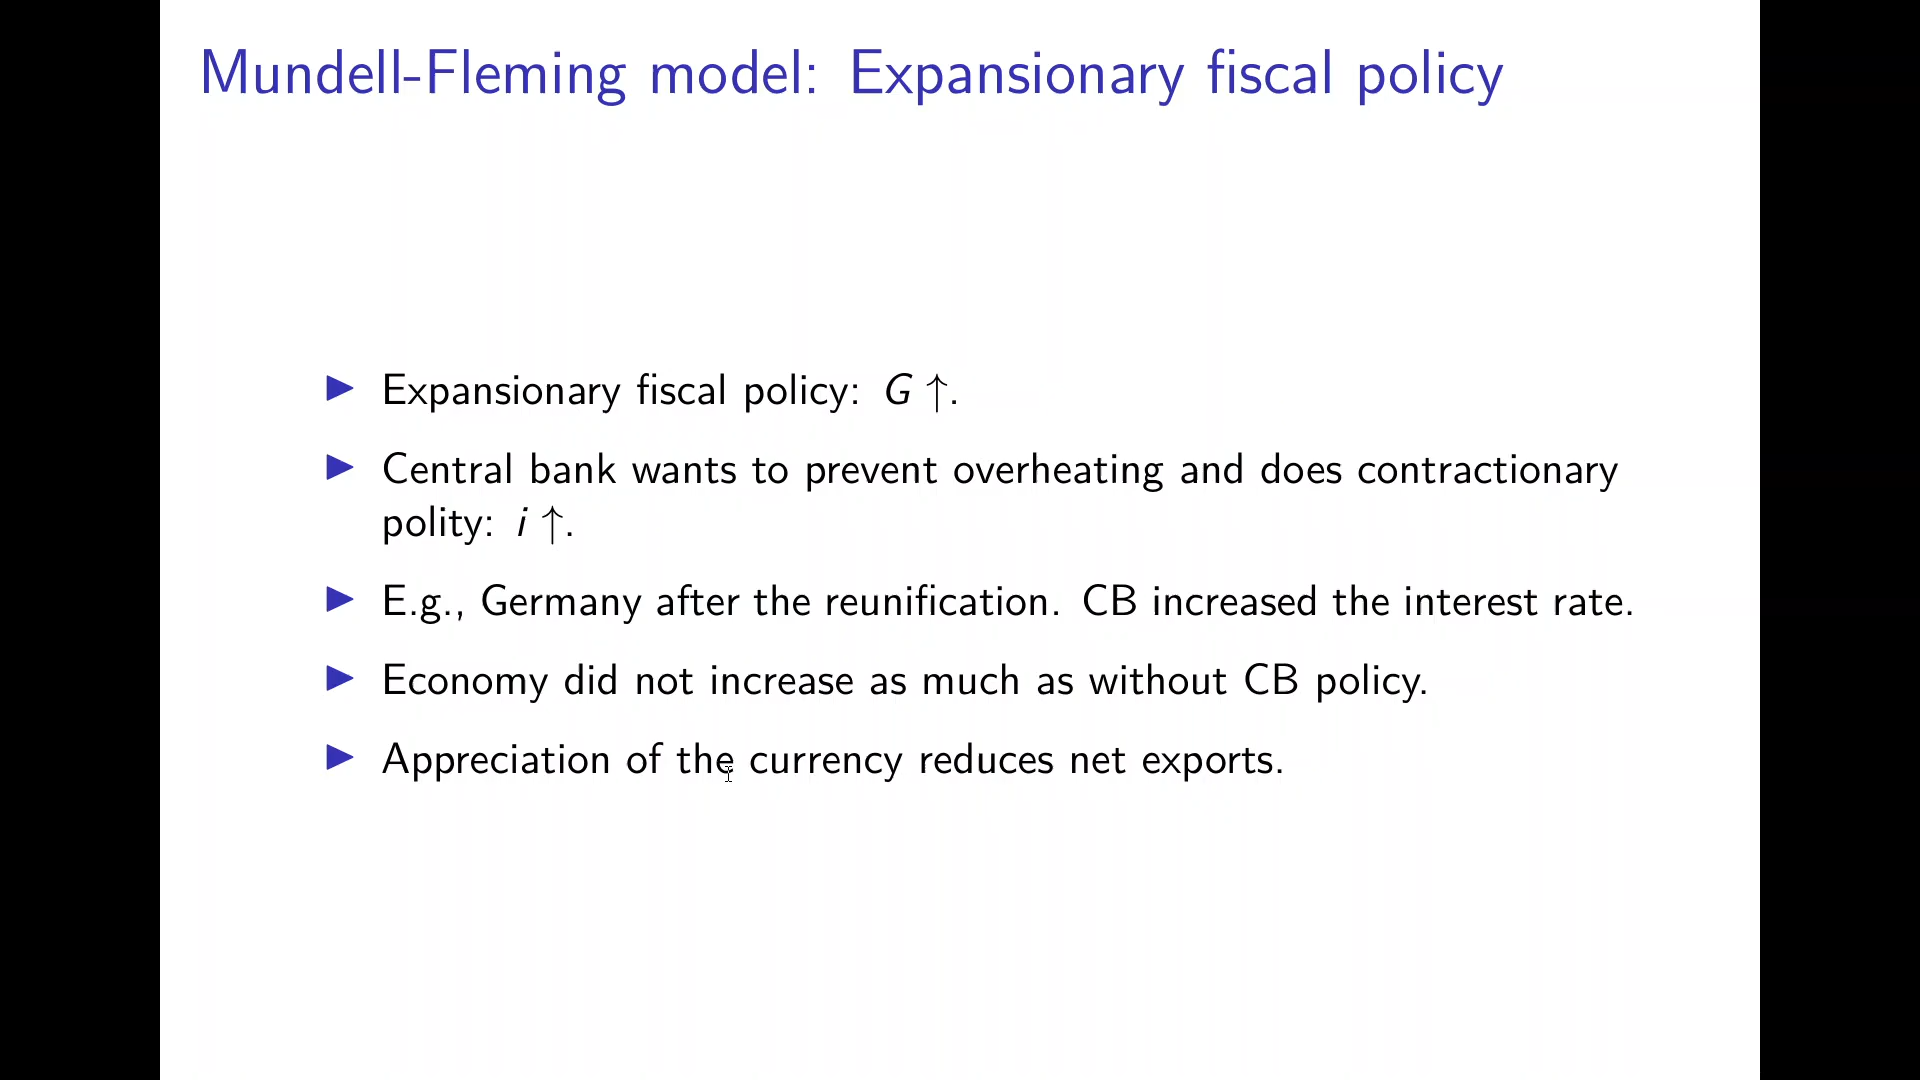 Mundell-Fleming model: Expansionary fiscal policy
▶ Expansionary fiscal policy: G ↑.
▶ Central bank wants to prevent overheating and does contractionary
polity: i ↑.
▶ E.g., Germany after the reunification. CB increased the interest rate.
▶ Economy did not increase as much as without CB policy.
▶ Appreciation of the currency reduces net exports.